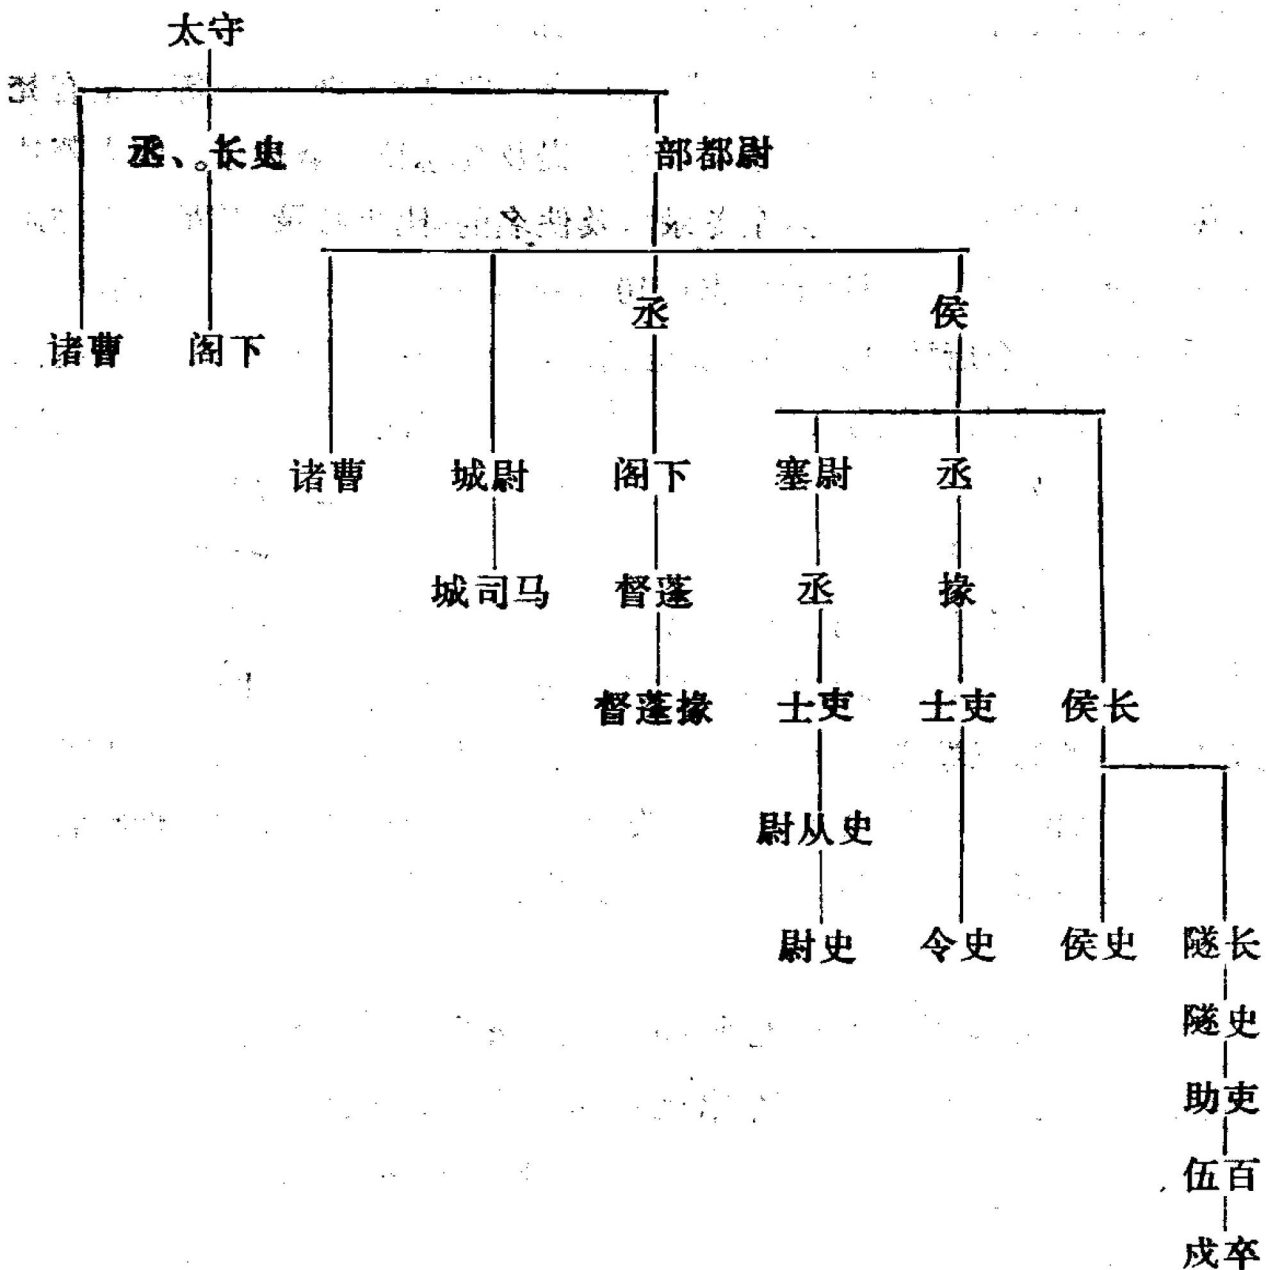 太守
丞、长史 部都尉
丞 侯
诸曹 阁下
诸曹 城尉 阁下 塞尉 丞
城司马 督蓬 丞 掾
督蓬掾 士吏 士吏 侯长
尉从史
尉史 令史 侯史 隧长
隧史
助吏
伍百
戍卒